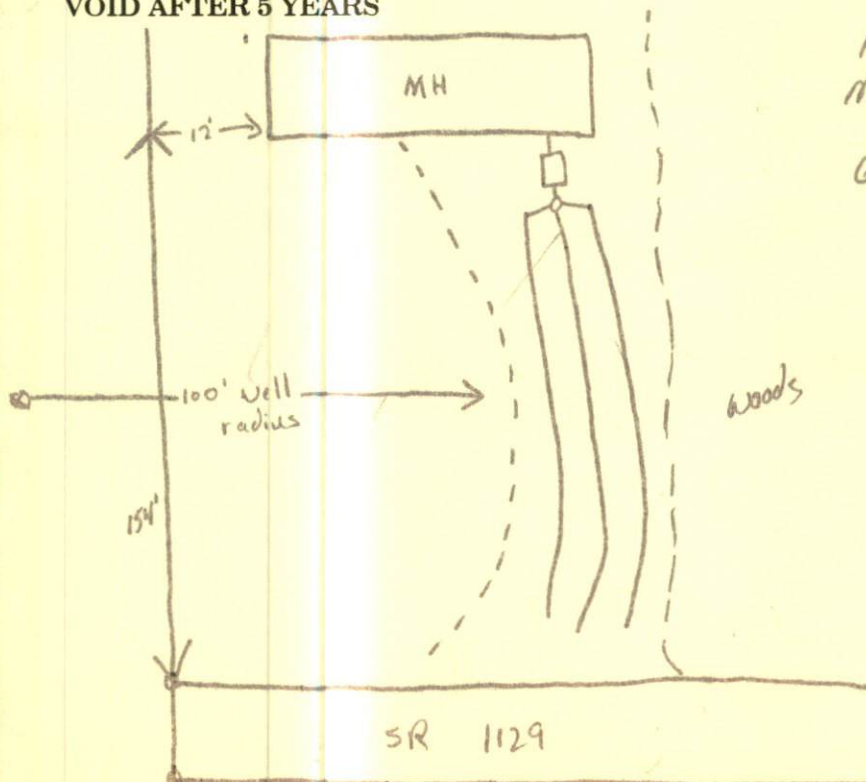 VOID AFTER 5 YEARS
MH
12'
100' well
radius
woods
154'
SR 1129